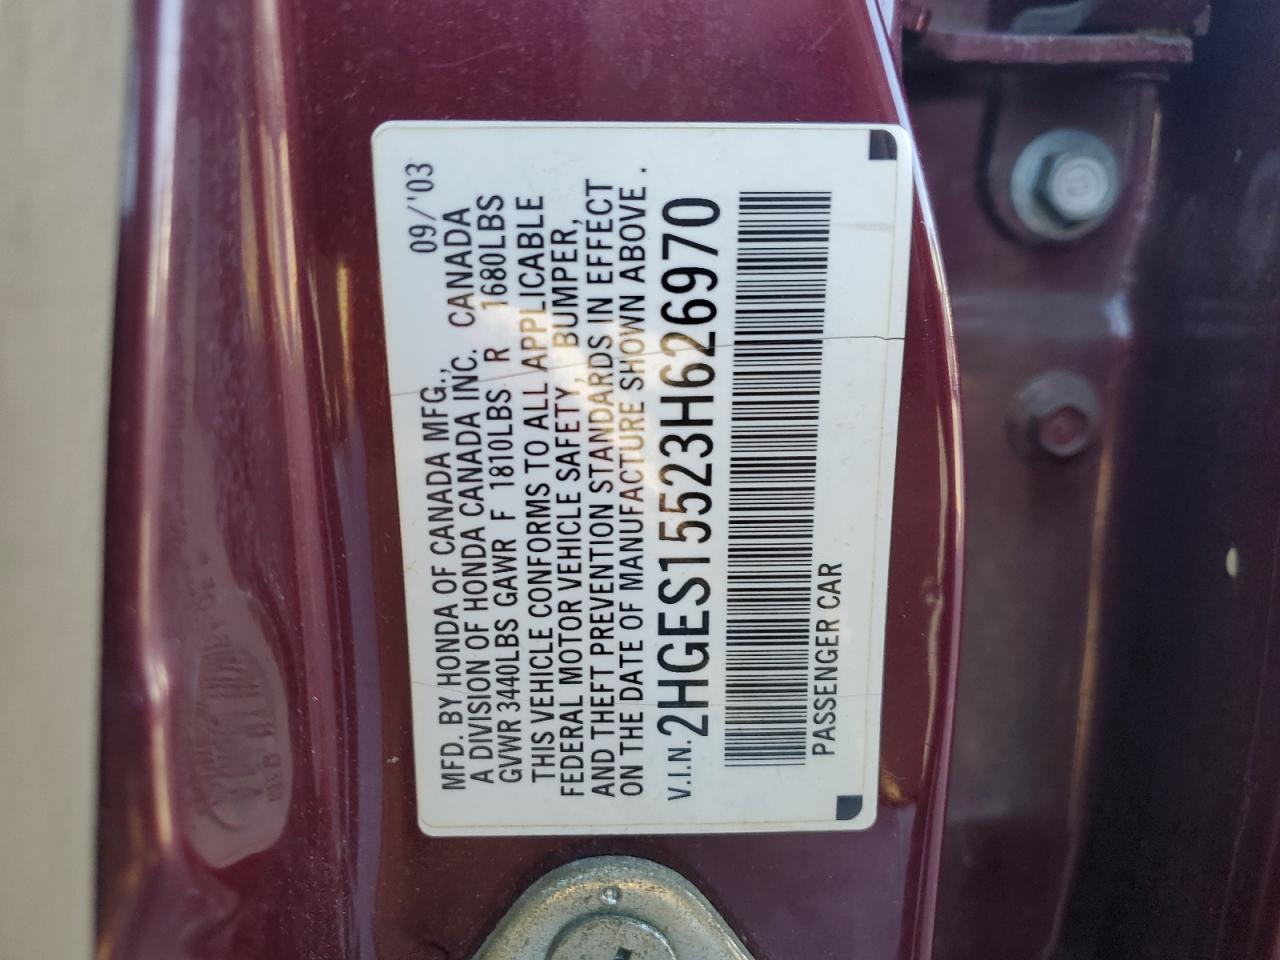 09/'03
MFD. BY HONDA OF CANADA MFG.,
A DIVISION OF HONDA CANADA INC. CANADA
GVWR 3440LBS GAWR F 1810LBS R 1680LBS
THIS VEHICLE CONFORMS TO ALL APPLICABLE
FEDERAL MOTOR VEHICLE SAFETY, BUMPER,
AND THEFT PREVENTION STANDARDS IN EFFECT
ON THE DATE OF MANUFACTURE SHOWN ABOVE.
V.I.N. 2HGES15523H626970
PASSENGER CAR